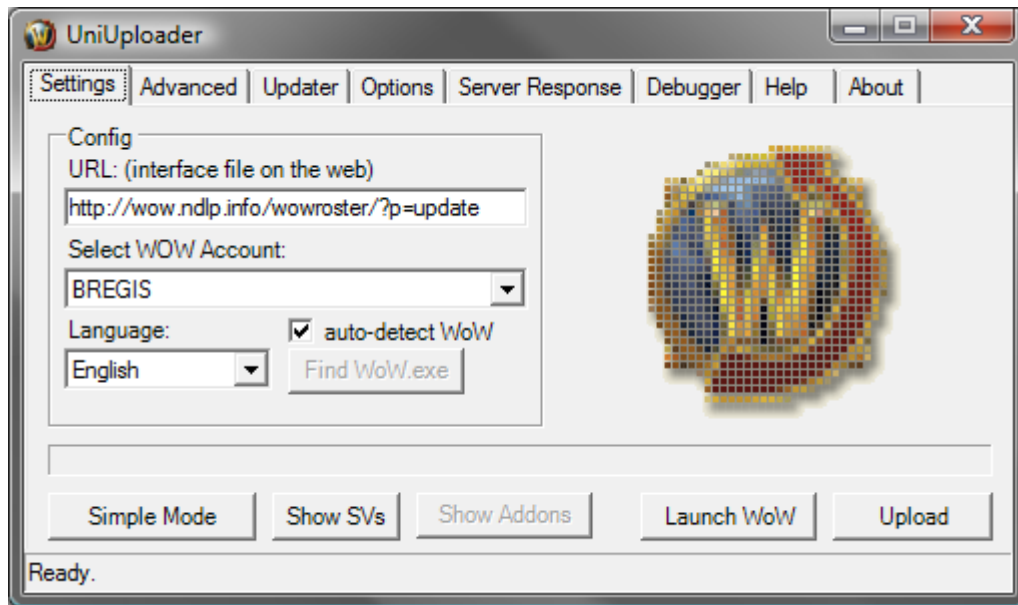 UniUploader
Settings Advanced Updater Options Server Response Debugger Help About
Config
URL: (interface file on the web)
http://wow.ndlp.info/wowroster/?p=update
Select WOW Account:
BREGIS
Language: auto-detect WoW
English Find WoW.exe
Simple Mode Show SVs Show Addons Launch WoW Upload
Ready.